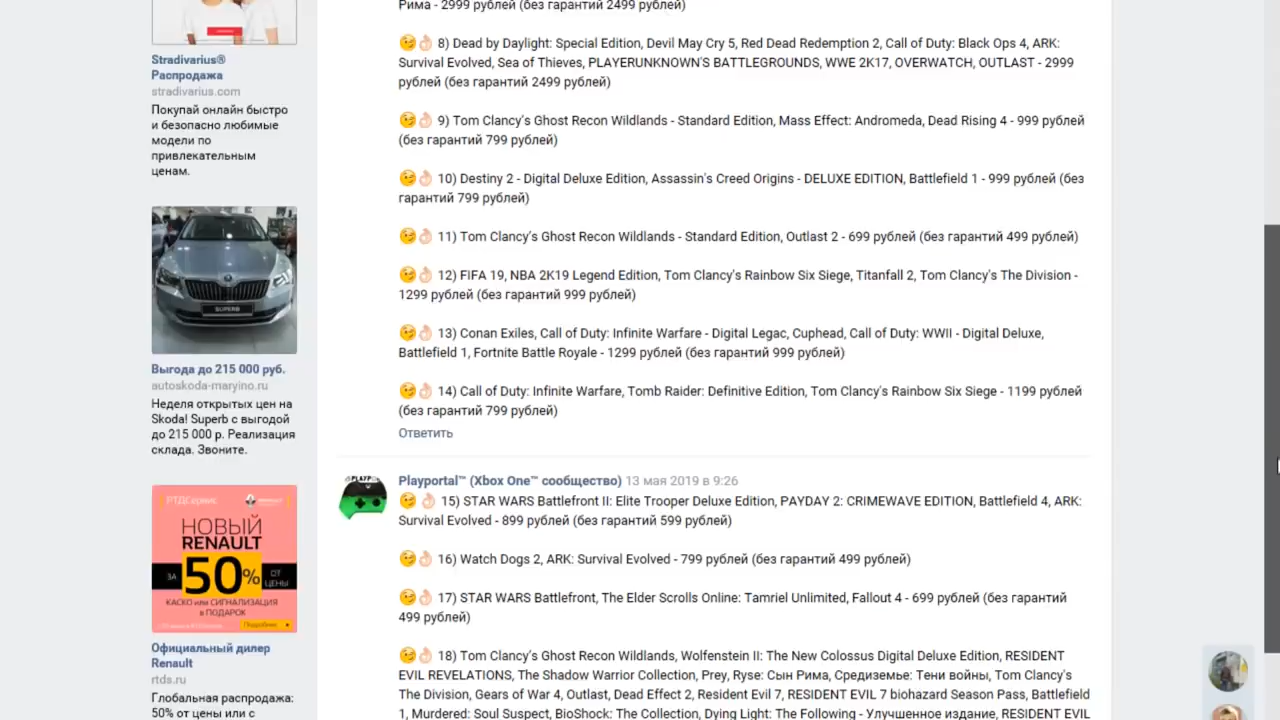 Рима - 2999 рублей (без гарантий 2499 рублей)
8) Dead by Daylight: Special Edition, Devil May Cry 5, Red Dead Redemption 2, Call of Duty: Black Ops 4, ARK:
Survival Evolved, Sea of Thieves, PLAYERUNKNOWN'S BATTLEGROUNDS, WWE 2K17, OVERWATCH, OUTLAST - 2999
рублей (без гарантий 2499 рублей)
9) Tom Clancy's Ghost Recon Wildlands - Standard Edition, Mass Effect: Andromeda, Dead Rising 4 - 999 рублей
(без гарантий 799 рублей)
10) Destiny 2 - Digital Deluxe Edition, Assassin's Creed Origins - DELUXE EDITION, Battlefield 1 - 999 рублей (без
гарантий 799 рублей)
11) Tom Clancy's Ghost Recon Wildlands - Standard Edition, Outlast 2 - 699 рублей (без гарантий 499 рублей)
12) FIFA 19, NBA 2K19 Legend Edition, Tom Clancy's Rainbow Six Siege, Titanfall 2, Tom Clancy's The Division -
1299 рублей (без гарантий 999 рублей)
13) Conan Exiles, Call of Duty: Infinite Warfare - Digital Legac, Cuphead, Call of Duty: WWII - Digital Deluxe,
Battlefield 1, Fortnite Battle Royale - 1299 рублей (без гарантий 999 рублей)
14) Call of Duty: Infinite Warfare, Tomb Raider: Definitive Edition, Tom Clancy's Rainbow Six Siege - 1199 рублей
(без гарантий 799 рублей)
Ответить
Playportal™ (Xbox One™ сообщество) 13 мая 2019 в 9:26
15) STAR WARS Battlefront II: Elite Trooper Deluxe Edition, PAYDAY 2: CRIMEWAVE EDITION, Battlefield 4, ARK:
Survival Evolved - 899 рублей (без гарантий 599 рублей)
16) Watch Dogs 2, ARK: Survival Evolved - 799 рублей (без гарантий 499 рублей)
17) STAR WARS Battlefront, The Elder Scrolls Online: Tamriel Unlimited, Fallout 4 - 699 рублей (без гарантий
499 рублей)
18) Tom Clancy's Ghost Recon Wildlands, Wolfenstein II: The New Colossus Digital Deluxe Edition, RESIDENT
EVIL REVELATIONS, The Shadow Warrior Collection, Prey, Ryse: Сын Рима, Средиземье: Тени войны, Tom Clancy's
The Division, Gears of War 4, Outlast, Dead Effect 2, Resident Evil 7, RESIDENT EVIL 7 biohazard Season Pass, Battlefield
1, Murdered: Soul Suspect, BioShock: The Collection, Dying Light: The Following - Улучшенное издание, RESIDENT EVIL
Stradivarius®
Распродажа
stradivarius.com
Покупай онлайн быстро
и безопасно любимые
модели по
привлекательным
ценам.
SUPERB
Выгода до 215 000 руб.
autoskoda-maryino.ru
Неделя открытых цен на
Skoda! Superb с выгодой
до 215 000 р. Реализация
склада. Звоните.
РТДСервис
НОВЫЙ
RENAULT
ЗА 50% ОТ ЦЕНЫ
КАСКО или СИГНАЛИЗАЦИЯ
в ПОДАРОК
Подробнее
Официальный дилер
Renault
rtds.ru
Глобальная распродажа:
50% от цены или с